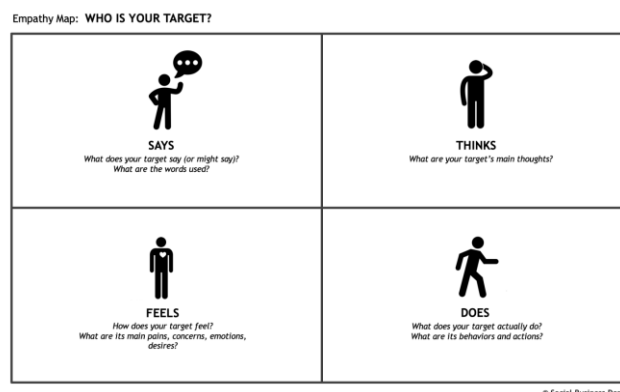 Empathy Map: WHO IS YOUR TARGET?
SAYS
What does your target say (or might say)?
What are the words used?
THINKS
What are your target's main thoughts?
FEELS
How does your target feel?
What are its main pains, concerns, emotions,
desires?
DOES
What does your target actually do?
What are its behaviors and actions?